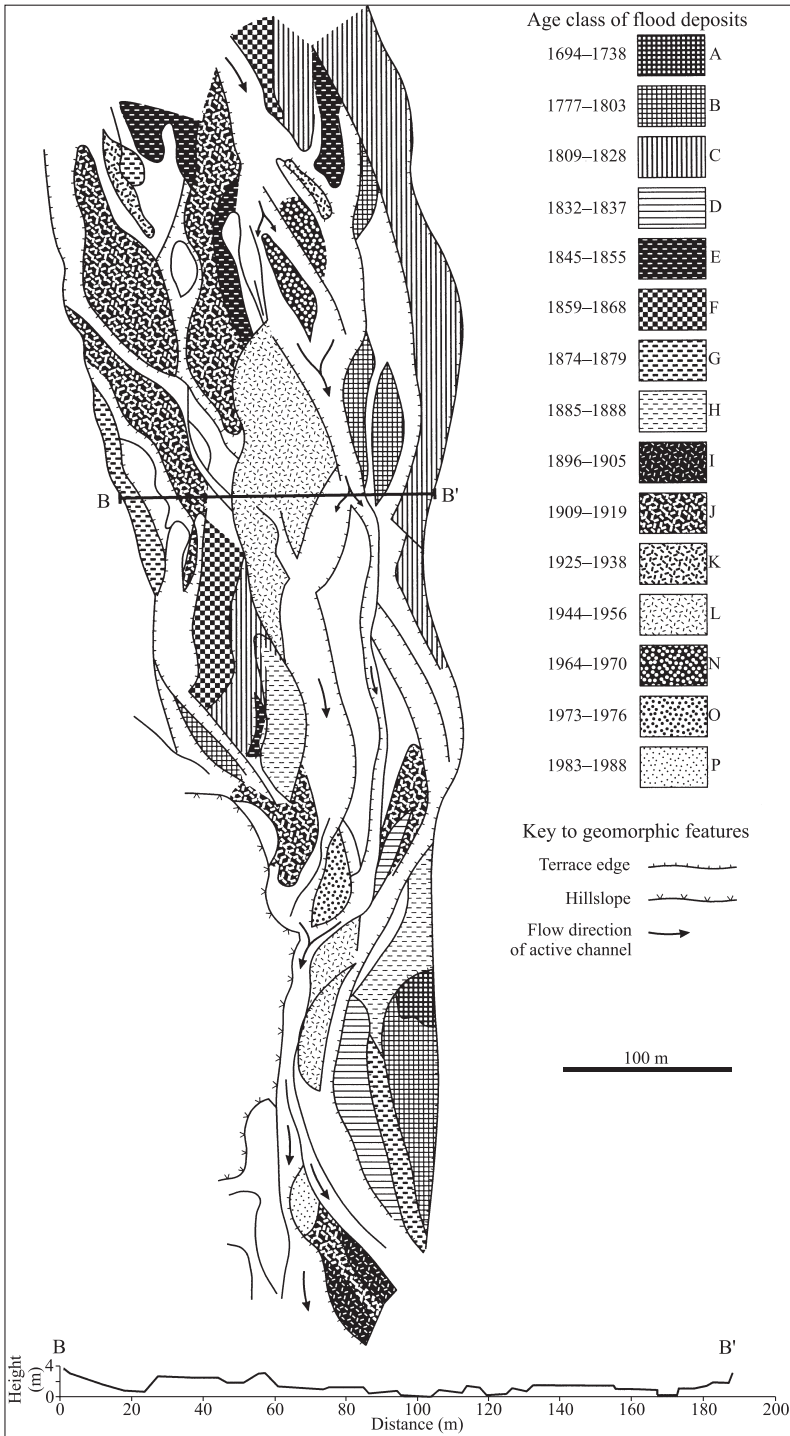 Age class of flood deposits
1694–1738 A
1777–1803 B
1809–1828 C
1832–1837 D
1845–1855 E
1859–1868 F
1874–1879 G
1885–1888 H
1896–1905 I
1909–1919 J
1925–1938 K
1944–1956 L
1964–1970 N
1973–1976 O
1983–1988 P
Key to geomorphic features
Terrace edge
Hillslope
Flow direction
of active channel
100 m
B B'
B B'
Height
(m)
4
0
0 20 40 60 80 100 120 140 160 180 200
Distance (m)